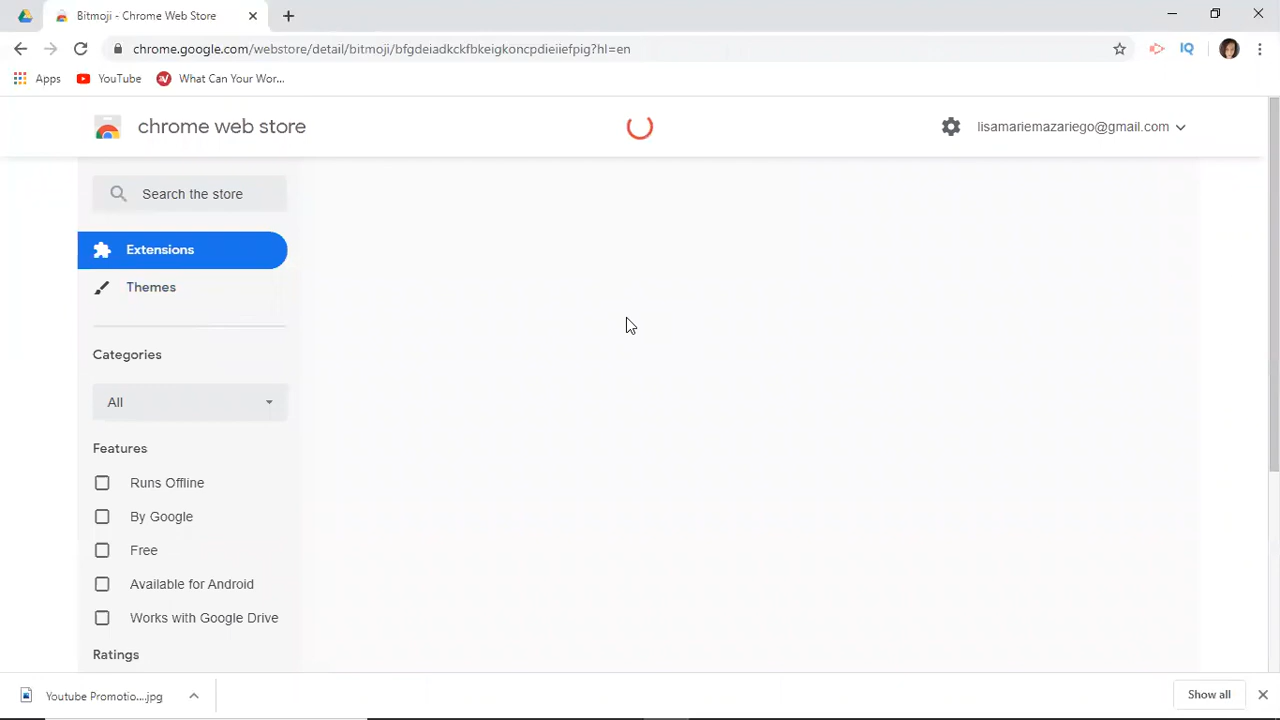 Bitmoji - Chrome Web Store
chrome.google.com/webstore/detail/bitmoji/bfgdeiadkckfbkeigkoncpdieiiefpig?hl=en
IQ
Apps
YouTube
What Can Your Wor...
chrome web store
lisamariemazariego@gmail.com
Search the store
Extensions
Themes
Categories
All
Features
Runs Offline
By Google
Free
Available for Android
Works with Google Drive
Ratings
Youtube Promotio....jpg
Show all